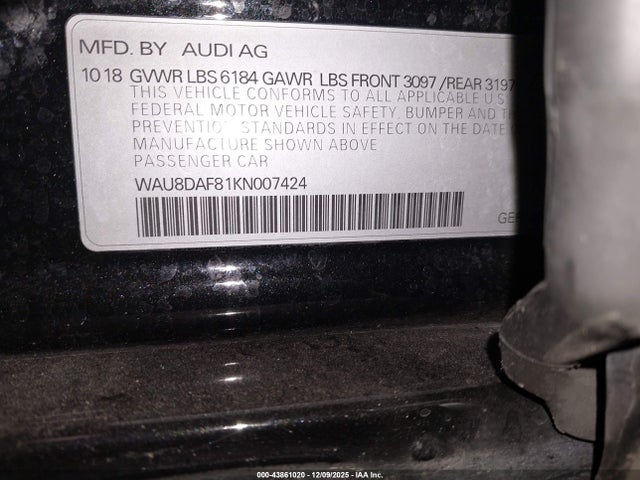 MFD. BY AUDI AG
10 18 GVWR LBS 6184 GAWR LBS FRONT 3097 /REAR 3197
THIS VEHICLE CONFORMS TO ALL APPLICABLE U S
FEDERAL MOTOR VEHICLE SAFETY, BUMPER AND
PREVENTION STANDARDS IN EFFECT ON THE DATE
MANUFACTURE SHOWN ABOVE
PASSENGER CAR
WAU8DAF81KN007424
000-43861020 - 12/09/2025 - IAA Inc.